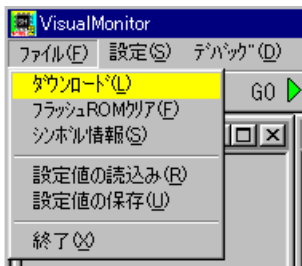 VisualMonitor
ﾌｧｲﾙ(F) 設定(S) ﾃﾞﾊﾞｯｸﾞ(D)
ﾀﾞｳﾝﾛｰﾄﾞ(L)
ﾌﾗｯｼｭROMｸﾘｱ(F)
ｼﾝﾎﾞﾙ情報(S)
設定値の読込み(R)
設定値の保存(U)
終了(X)
GO